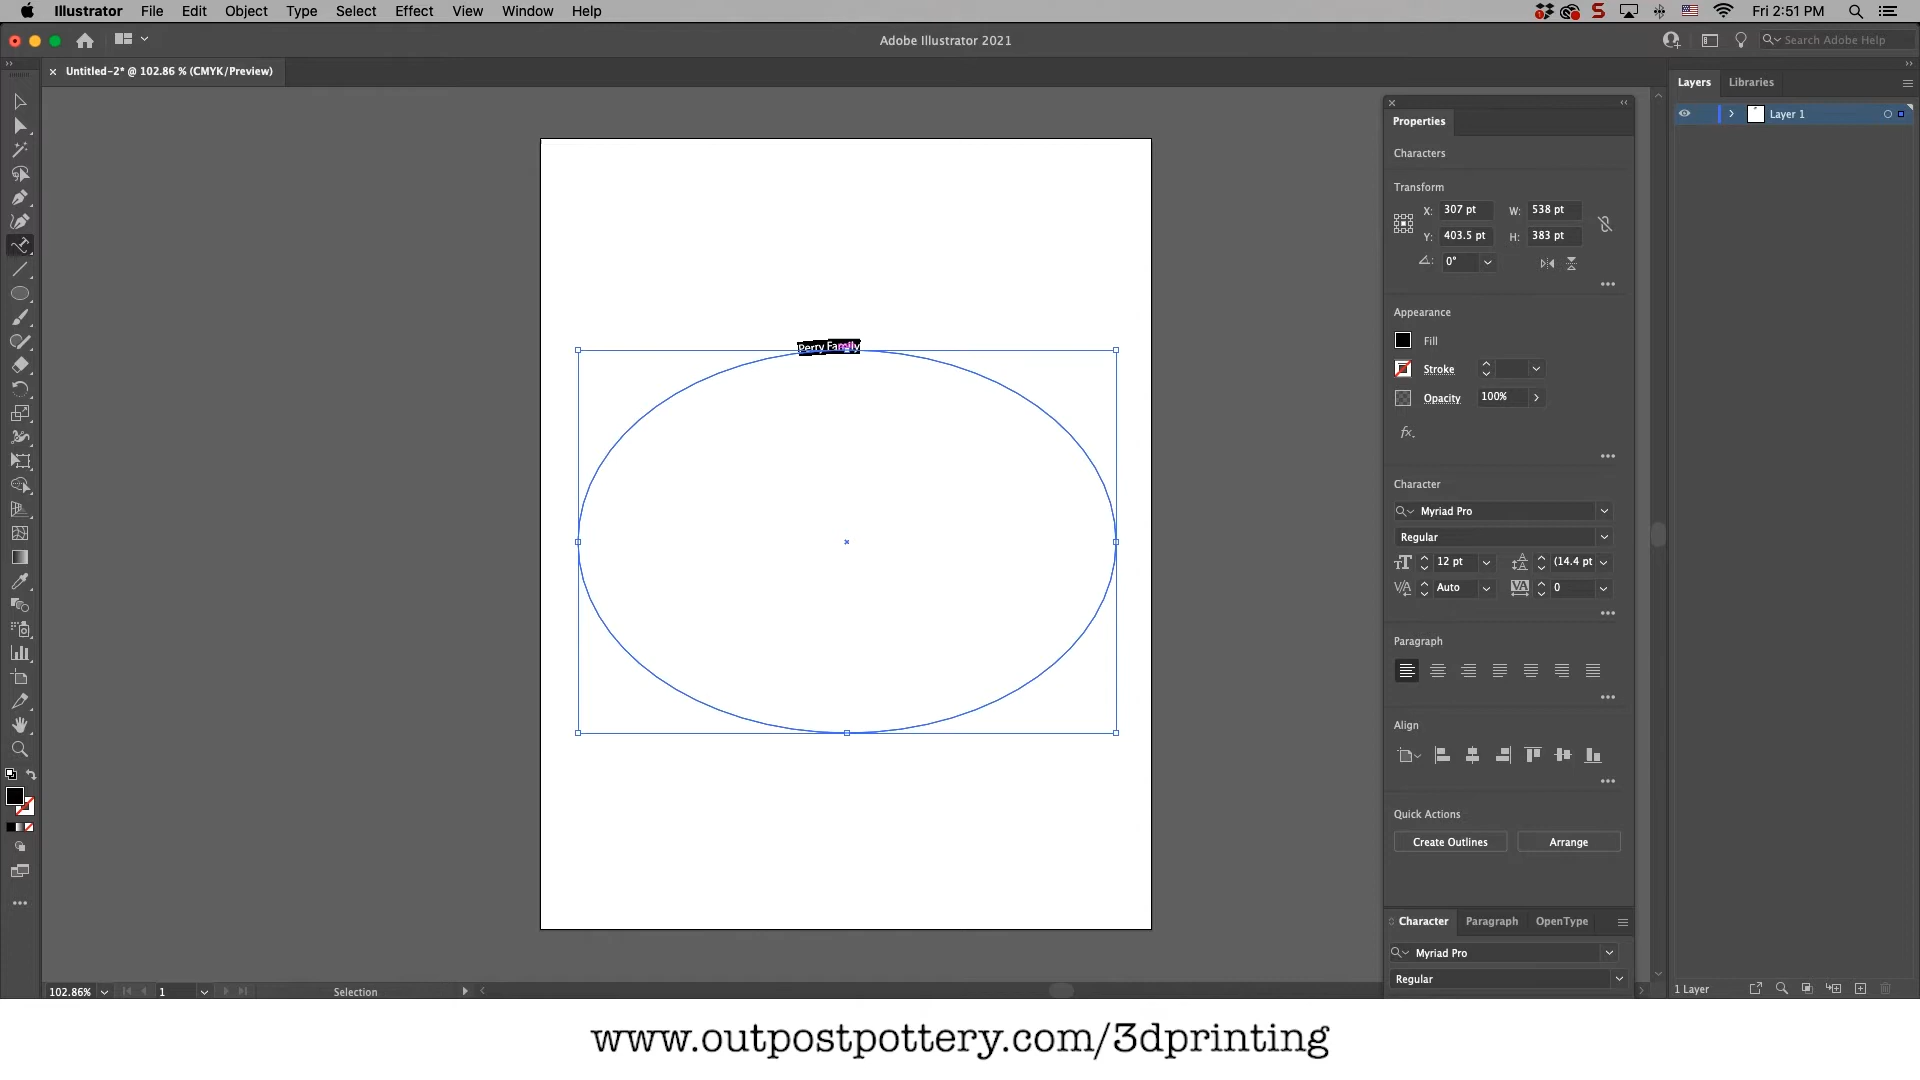 Illustrator File Edit Object Type Select Effect View Window Help Fri 2:51 PM
Adobe Illustrator 2021 Search Adobe Help
Untitled-2* @ 102.86 % (CMYK/Preview)
Layers Libraries
Layer 1
Properties
Characters
Transform
X: 307 pt W: 538 pt
Y: 403.5 pt H: 383 pt
0°
Appearance
Fill
Stroke
Opacity 100%
fx
Character
Myriad Pro
Regular
12 pt (14.4 pt
Auto 0
Paragraph
Align
Quick Actions
Create Outlines Arrange
Character Paragraph OpenType
Myriad Pro
Regular
Perry Family
102.86% 1 Selection
1 Layer
www.outpostpottery.com/3dprinting